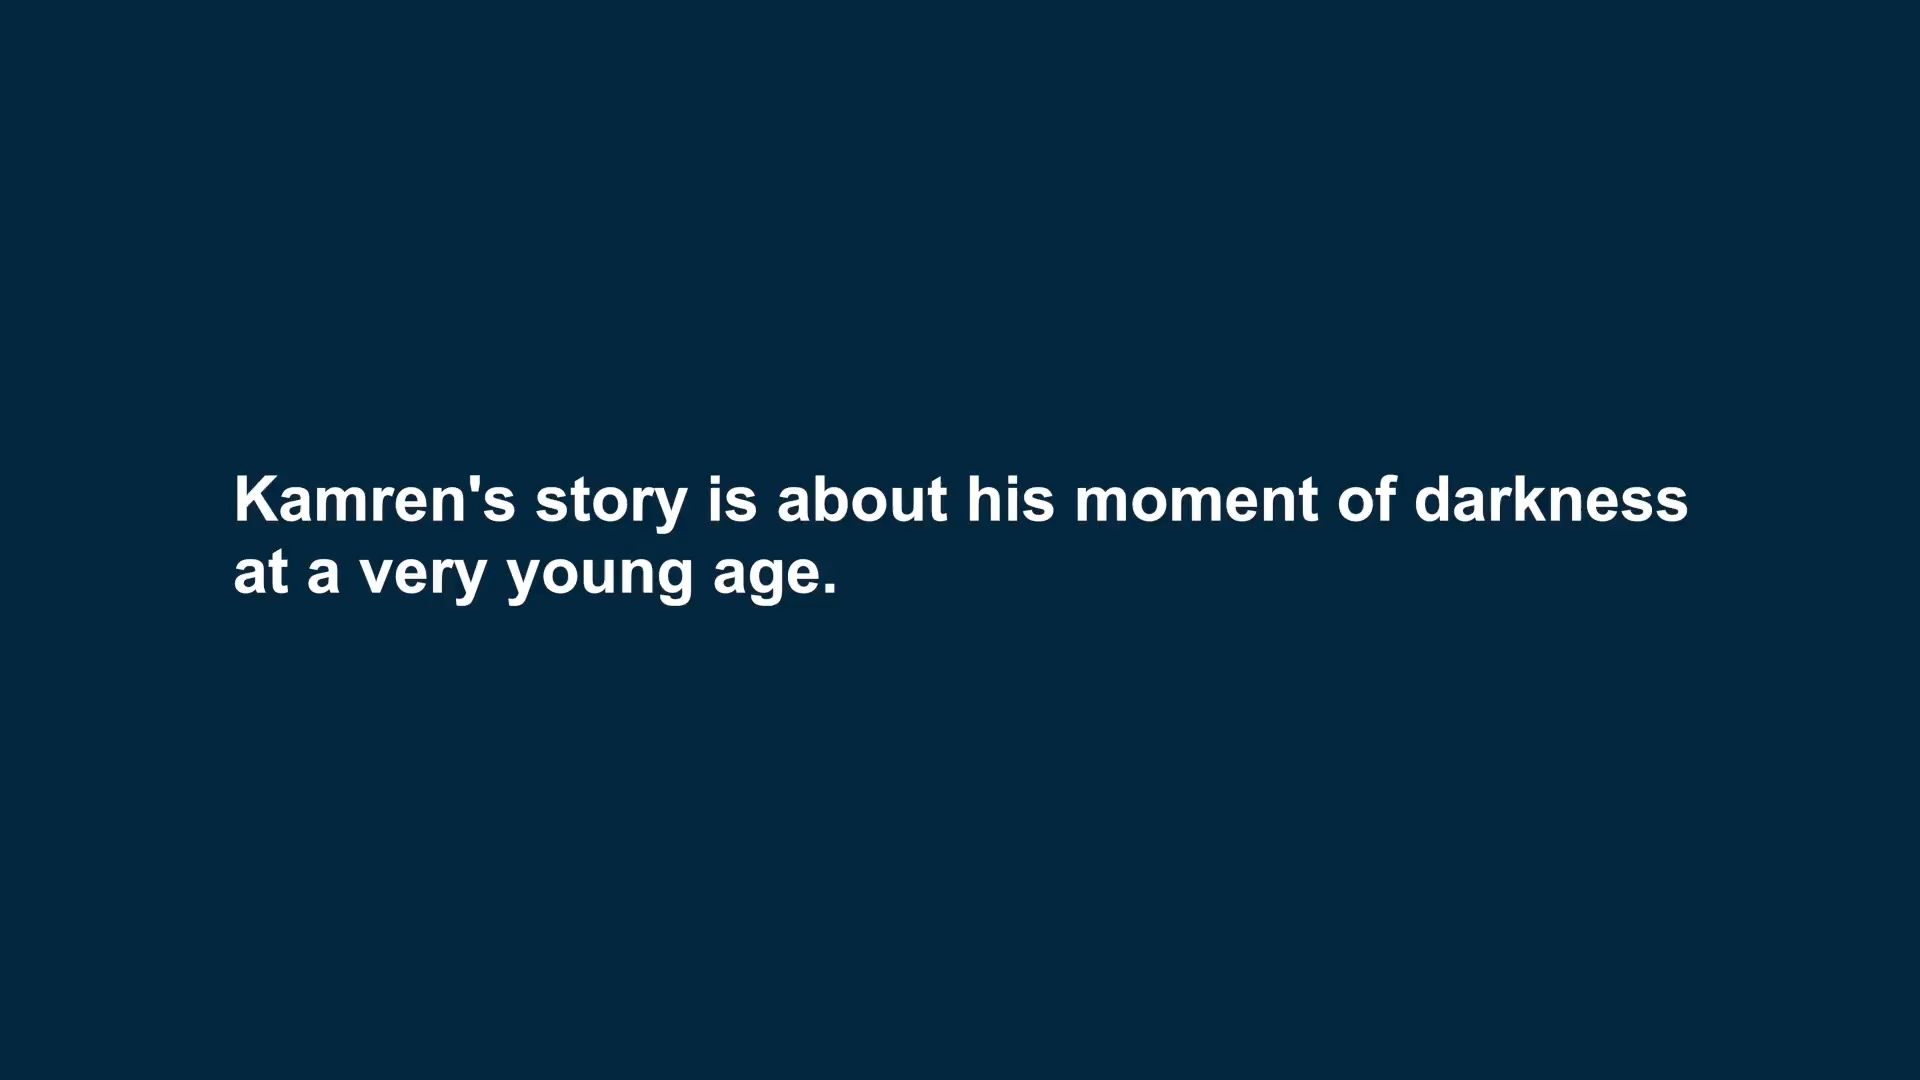 Kamren's story is about his moment of darkness
at a very young age.